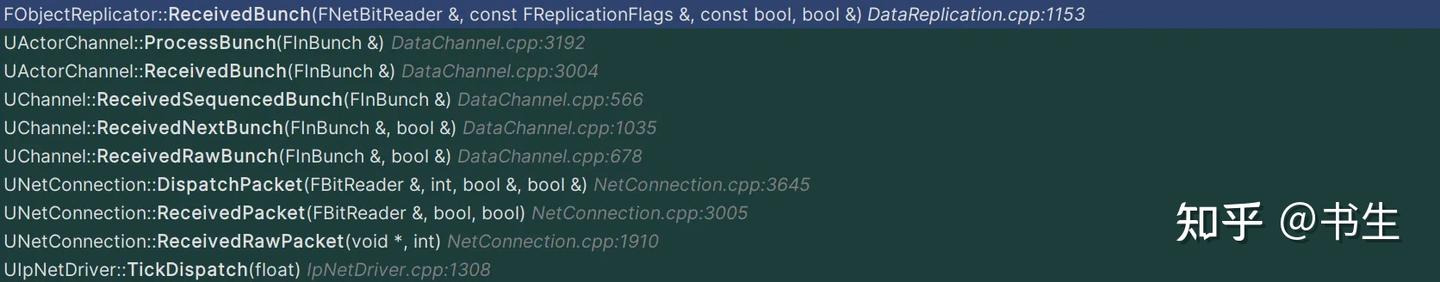 FObjectReplicator::ReceivedBunch(FNetBitReader &, const FReplicationFlags &, const bool, bool &) DataReplication.cpp:1153
UActorChannel::ProcessBunch(FInBunch &) DataChannel.cpp:3192
UActorChannel::ReceivedBunch(FInBunch &) DataChannel.cpp:3004
UChannel::ReceivedSequencedBunch(FInBunch &) DataChannel.cpp:566
UChannel::ReceivedNextBunch(FInBunch &, bool &) DataChannel.cpp:1035
UChannel::ReceivedRawBunch(FInBunch &, bool &) DataChannel.cpp:678
UNetConnection::DispatchPacket(FBitReader &, int, bool &, bool &) NetConnection.cpp:3645
UNetConnection::ReceivedPacket(FBitReader &, bool, bool) NetConnection.cpp:3005
UNetConnection::ReceivedRawPacket(void *, int) NetConnection.cpp:1910
UIpNetDriver::TickDispatch(float) IpNetDriver.cpp:1308
知乎 @书生